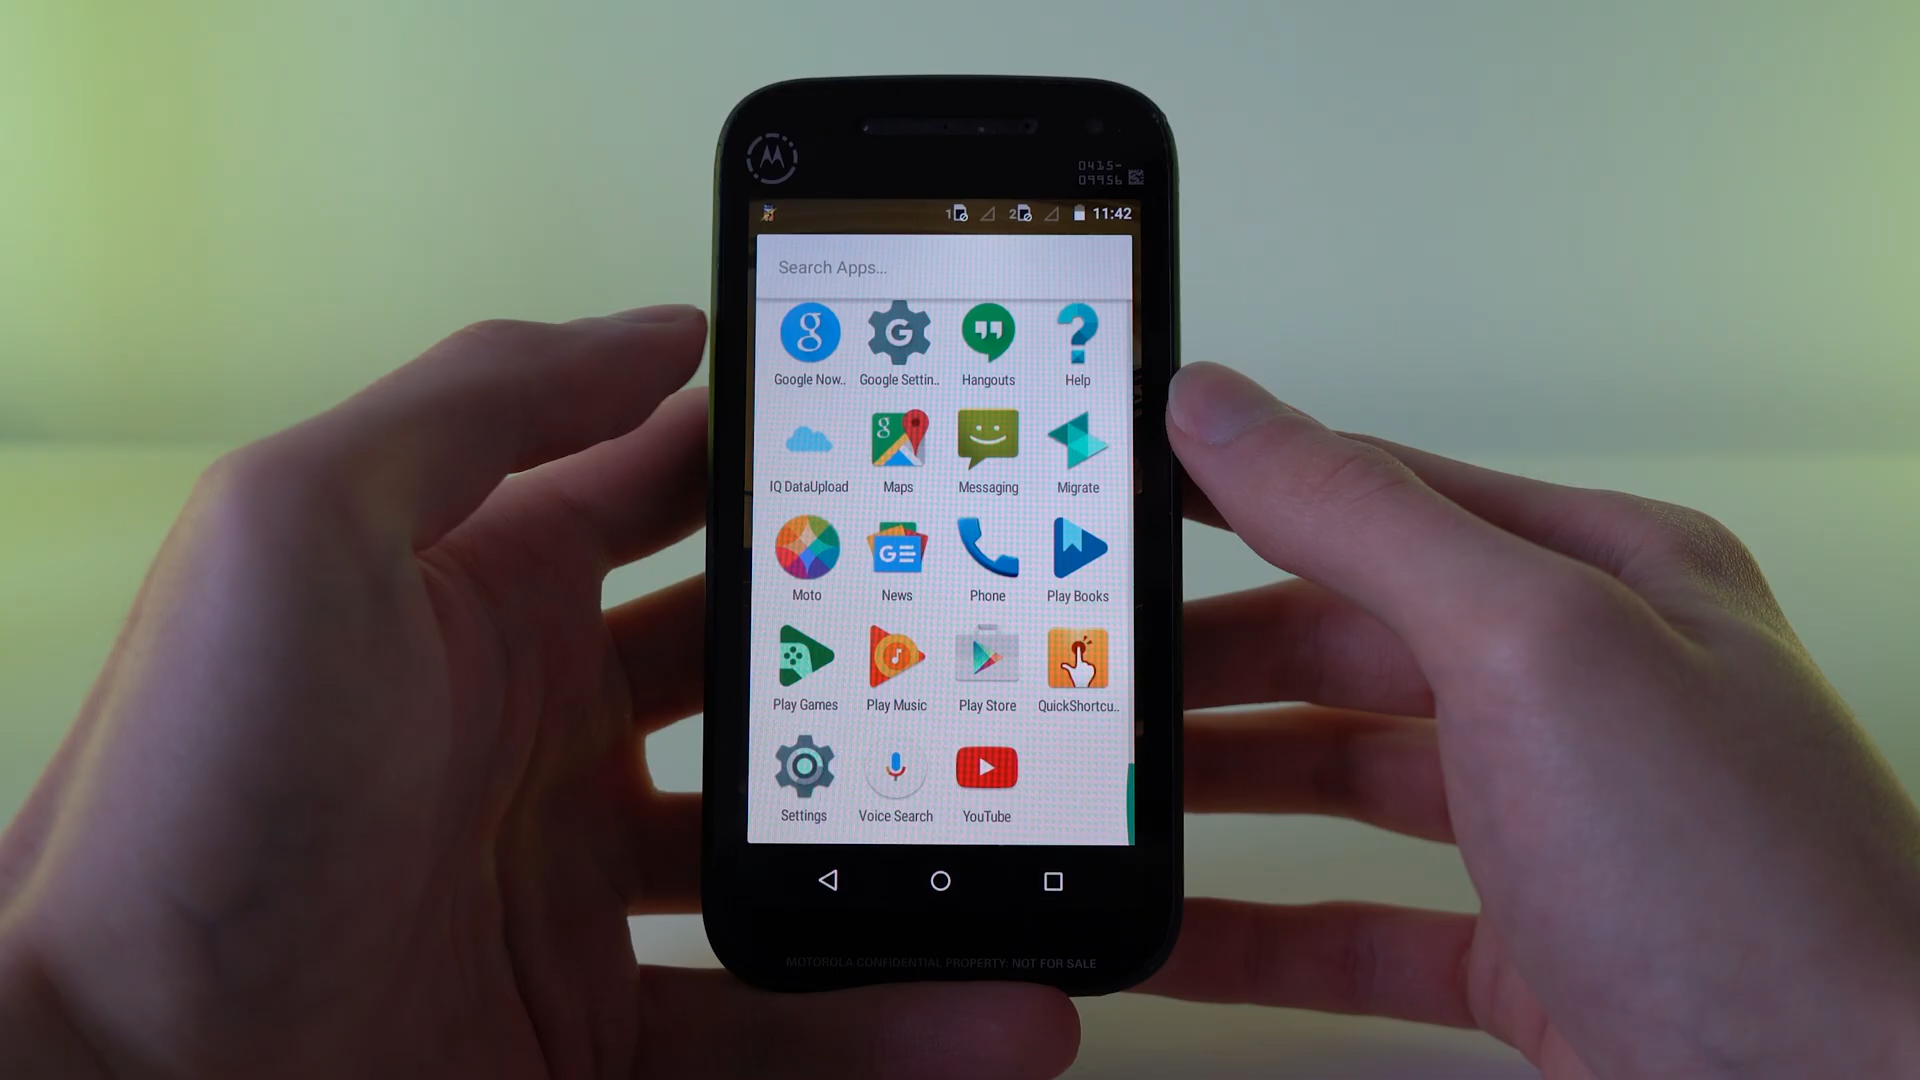 0415-
09956
1 2 11:42
Search Apps...
Google Now.. Google Settin.. Hangouts Help
IQ DataUpload Maps Messaging Migrate
Moto News Phone Play Books
Play Games Play Music Play Store QuickShortcu..
Settings Voice Search YouTube
MOTOROLA CONFIDENTIAL PROPERTY: NOT FOR SALE